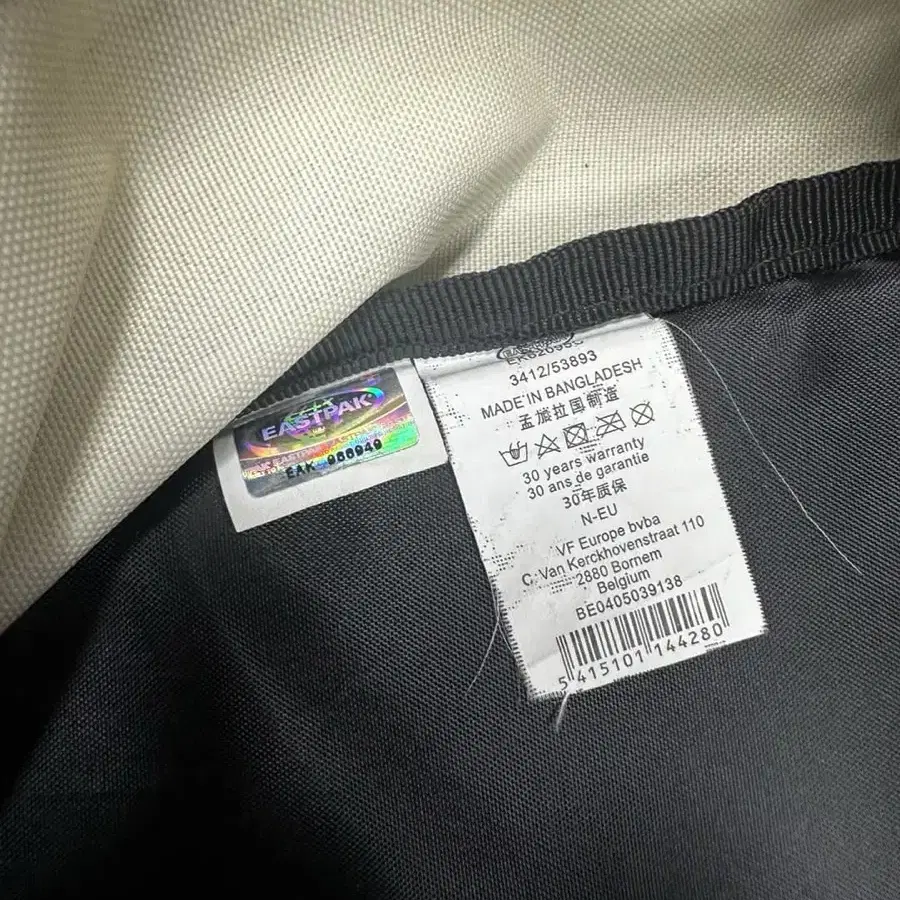 EASTPAK
EAK 986949
EASTPAK
3412/53893
MADE IN BANGLADESH
孟加拉国制造
30 years warranty
30 ans de garantie
30年质保
N-EU
VF Europe bvba
C. Van Kerckhovenstraat 110
2880 Bornem
Belgium
BE0405039138
5 415101 144280